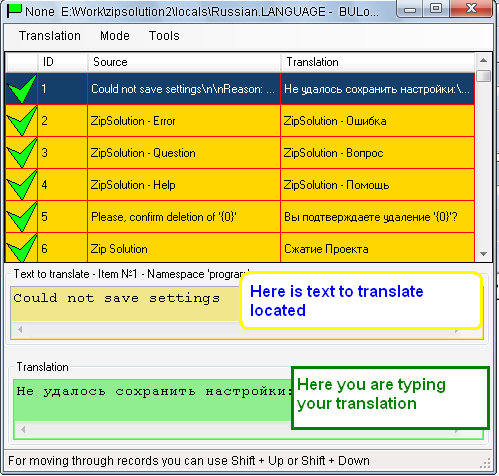 None E:\Work\zipsolution2\locals\Russian.LANGUAGE - BULo...
Translation Mode Tools
ID Source Translation
1 Could not save settings\n\nReason: ... Не удалось сохранить настройки:\...
2 ZipSolution - Error ZipSolution - Ошибка
3 ZipSolution - Question ZipSolution - Вопрос
4 ZipSolution - Help ZipSolution - Помощь
5 Please, confirm deletion of '{0}' Вы подтверждаете удаление '{0}'?
6 Zip Solution Сжатие Проекта
Text to translate - Item №1 - Namespace 'program
Could not save settings
Here is text to translate
located
Translation
Не удалось сохранить настройки:
Here you are typing
your translation
For moving through records you can use Shift + Up or Shift + Down